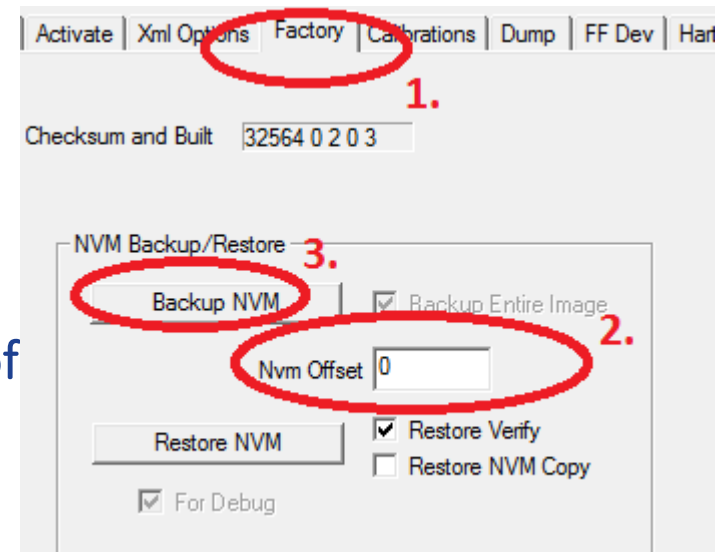 Activate Xml Options Factory Calibrations Dump FF Dev Hart
1.
Checksum and Built 32564 0 2 0 3
NVM Backup/Restore
3.
Backup NVM Backup Entire Image
2.
of
Nvm Offset 0
Restore NVM Restore Verify
Restore NVM Copy
For Debug